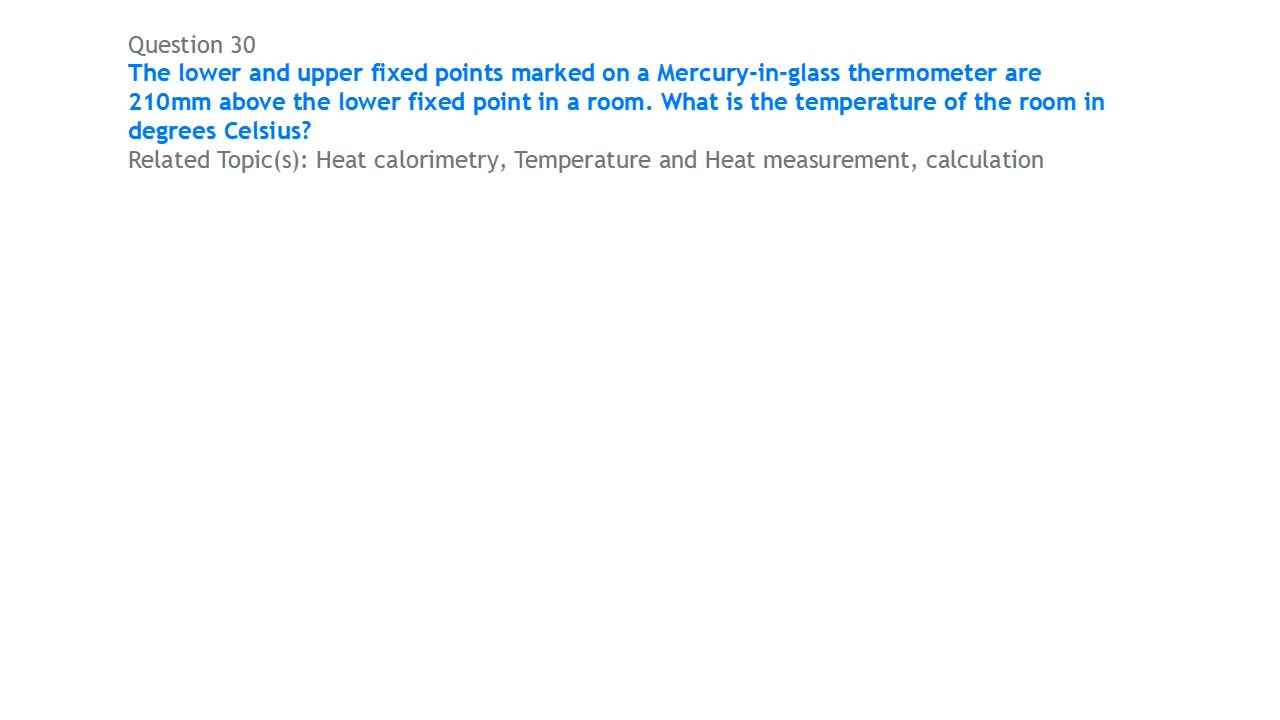 Question 30
The lower and upper fixed points marked on a Mercury-in-glass thermometer are
210mm above the lower fixed point in a room. What is the temperature of the room in
degrees Celsius?
Related Topic(s): Heat calorimetry, Temperature and Heat measurement, calculation